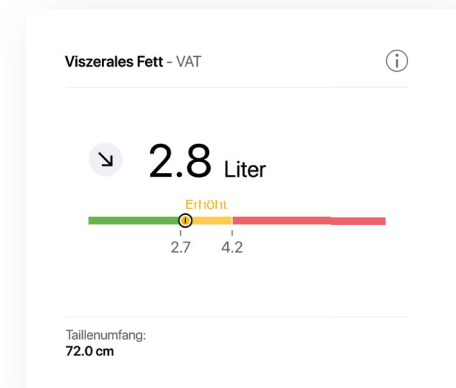 Viszerales Fett - VAT
2.8 Liter
Erhöht
2.7 4.2
Taillenumfang:
72.0 cm